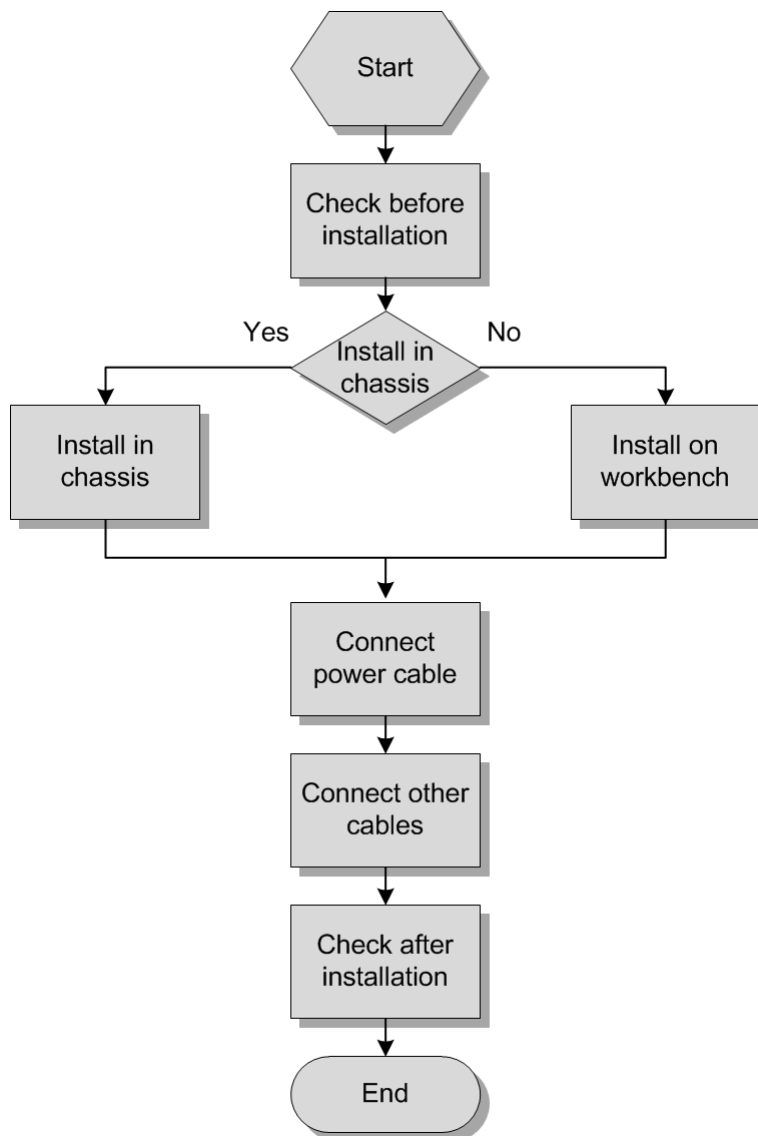 Start
Check before
installation
Yes
No
Install in
chassis
Install in
chassis
Install on
workbench
Connect
power cable
Connect other
cables
Check after
installation
End